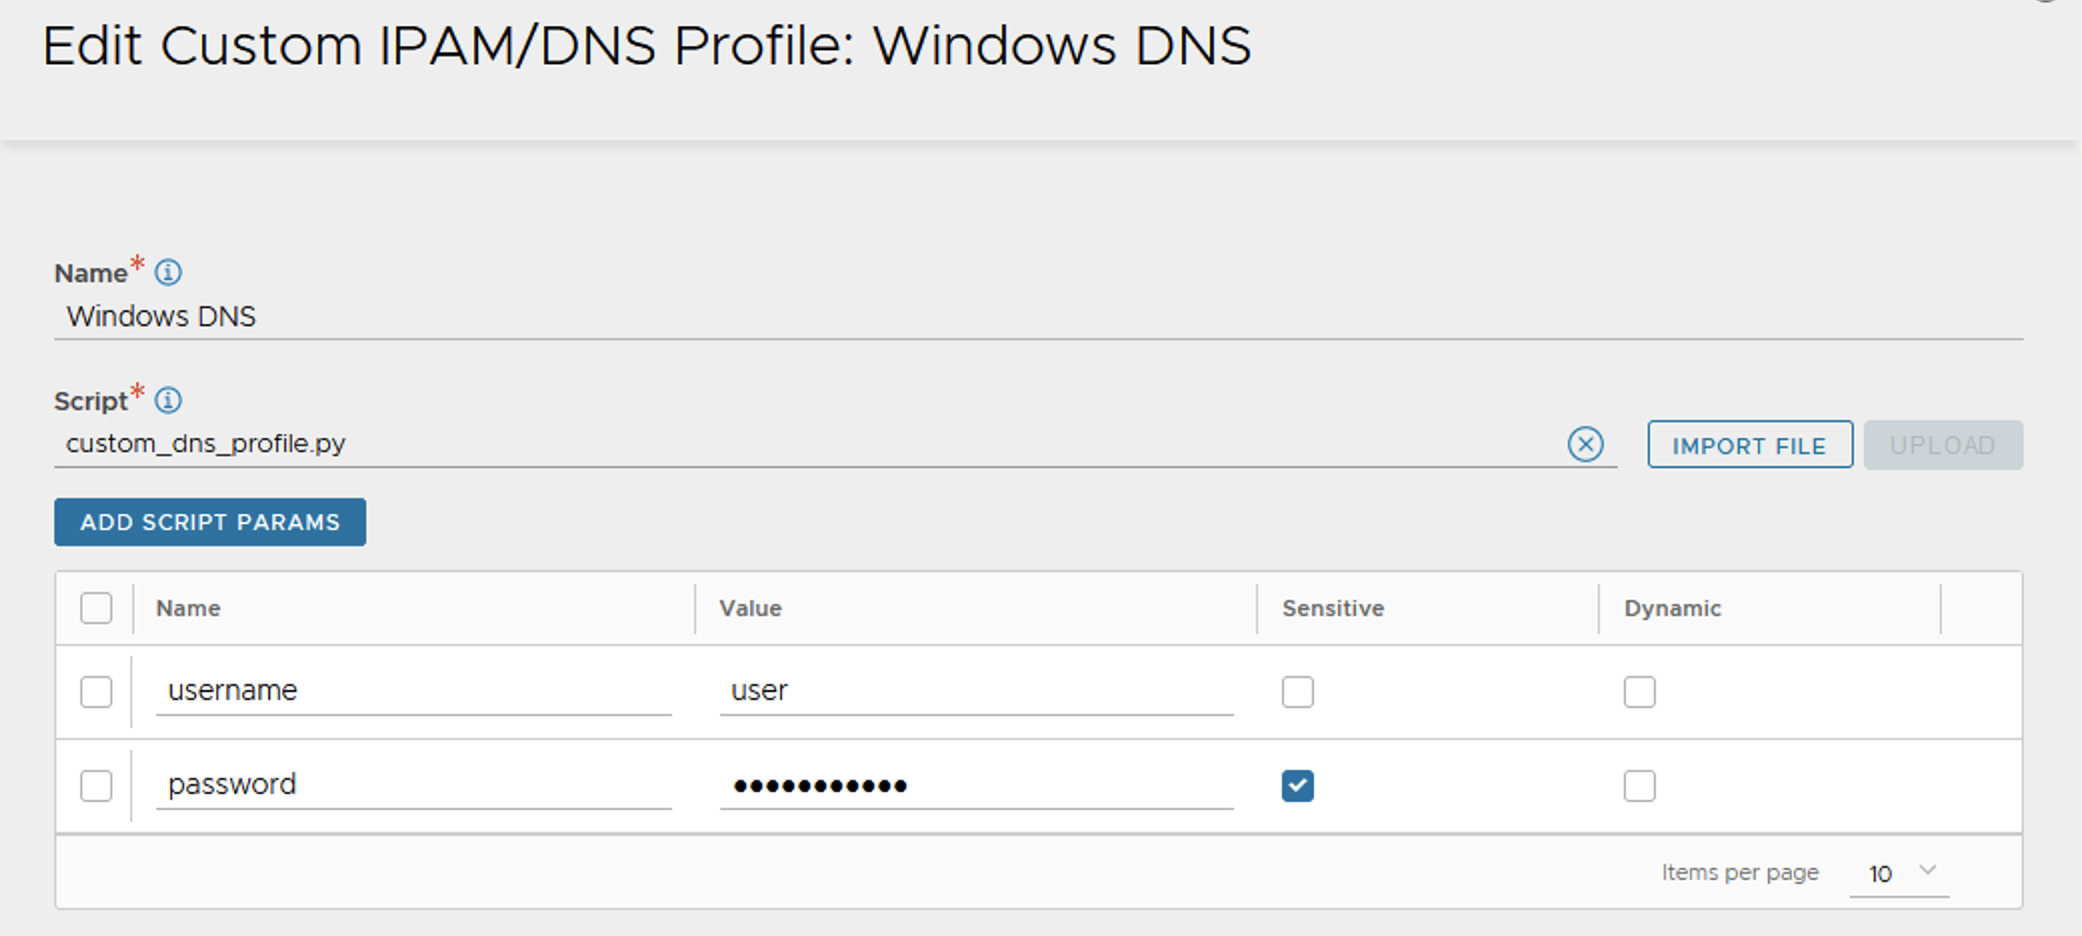 Edit Custom IPAM/DNS Profile: Windows DNS
Name*
Windows DNS
Script*
custom_dns_profile.py
IMPORT FILE
UPLOAD
ADD SCRIPT PARAMS
Name Value Sensitive Dynamic
username user
password •••••••••••
Items per page 10